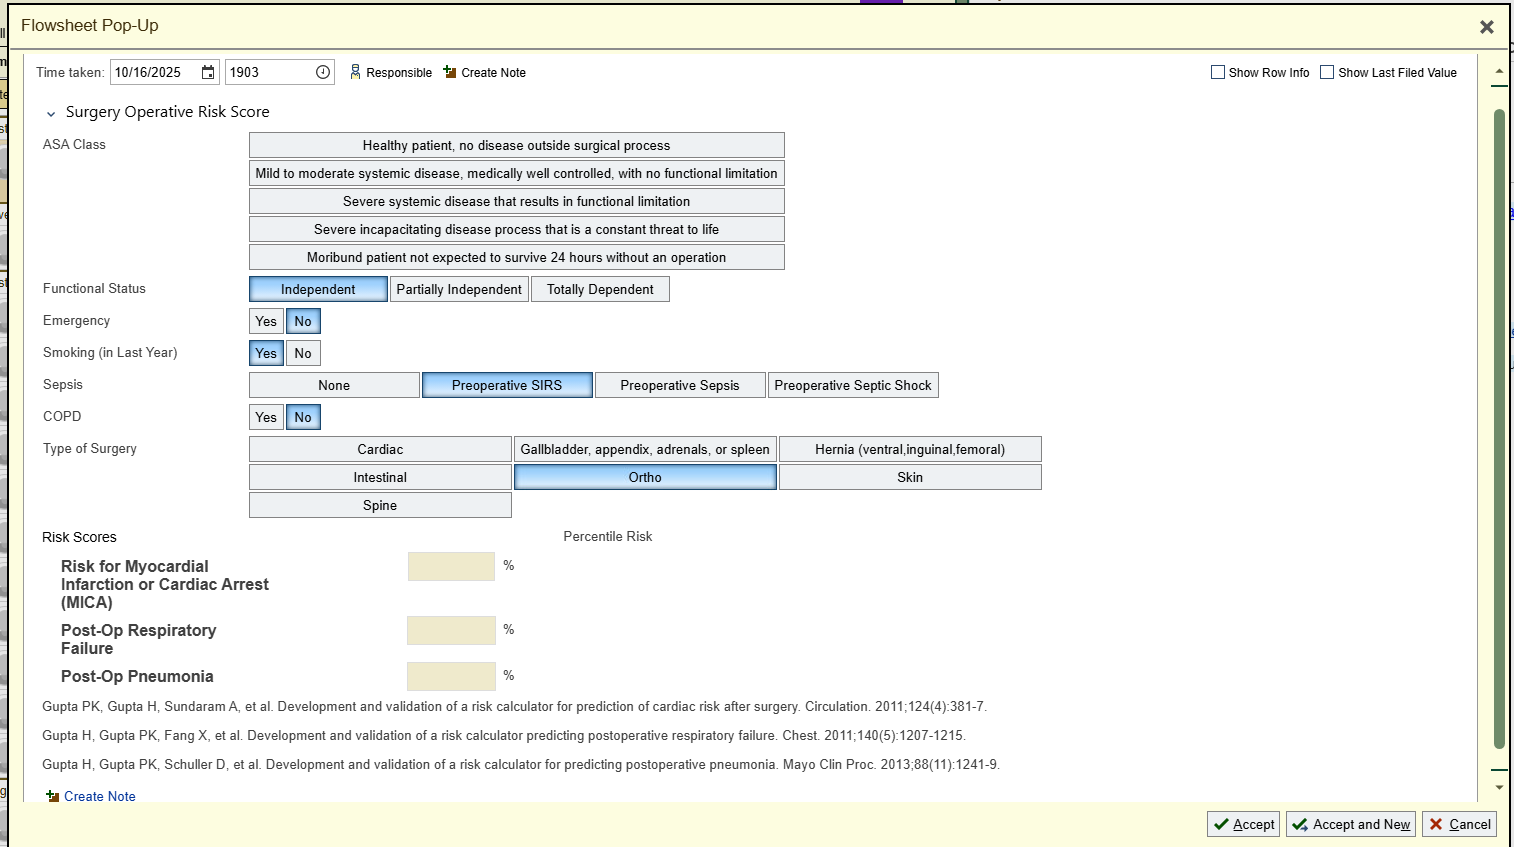 Flowsheet Pop-Up
Time taken: 10/16/2025 1903 Responsible Create Note Show Row Info Show Last Filed Value
Surgery Operative Risk Score
ASA Class
Healthy patient, no disease outside surgical process
Mild to moderate systemic disease, medically well controlled, with no functional limitation
Severe systemic disease that results in functional limitation
Severe incapacitating disease process that is a constant threat to life
Moribund patient not expected to survive 24 hours without an operation
Functional Status Independent Partially Independent Totally Dependent
Emergency Yes No
Smoking (in Last Year) Yes No
Sepsis None Preoperative SIRS Preoperative Sepsis Preoperative Septic Shock
COPD Yes No
Type of Surgery Cardiac Gallbladder, appendix, adrenals, or spleen Hernia (ventral,inguinal,femoral)
Intestinal Ortho Skin
Spine
Risk Scores Percentile Risk
Risk for Myocardial
Infarction or Cardiac Arrest
(MICA)
%
Post-Op Respiratory
Failure
%
Post-Op Pneumonia %
Gupta PK, Gupta H, Sundaram A, et al. Development and validation of a risk calculator for prediction of cardiac risk after surgery. Circulation. 2011;124(4):381-7.
Gupta H, Gupta PK, Fang X, et al. Development and validation of a risk calculator predicting postoperative respiratory failure. Chest. 2011;140(5):1207-1215.
Gupta H, Gupta PK, Schuller D, et al. Development and validation of a risk calculator for predicting postoperative pneumonia. Mayo Clin Proc. 2013;88(11):1241-9.
Create Note
Accept Accept and New Cancel